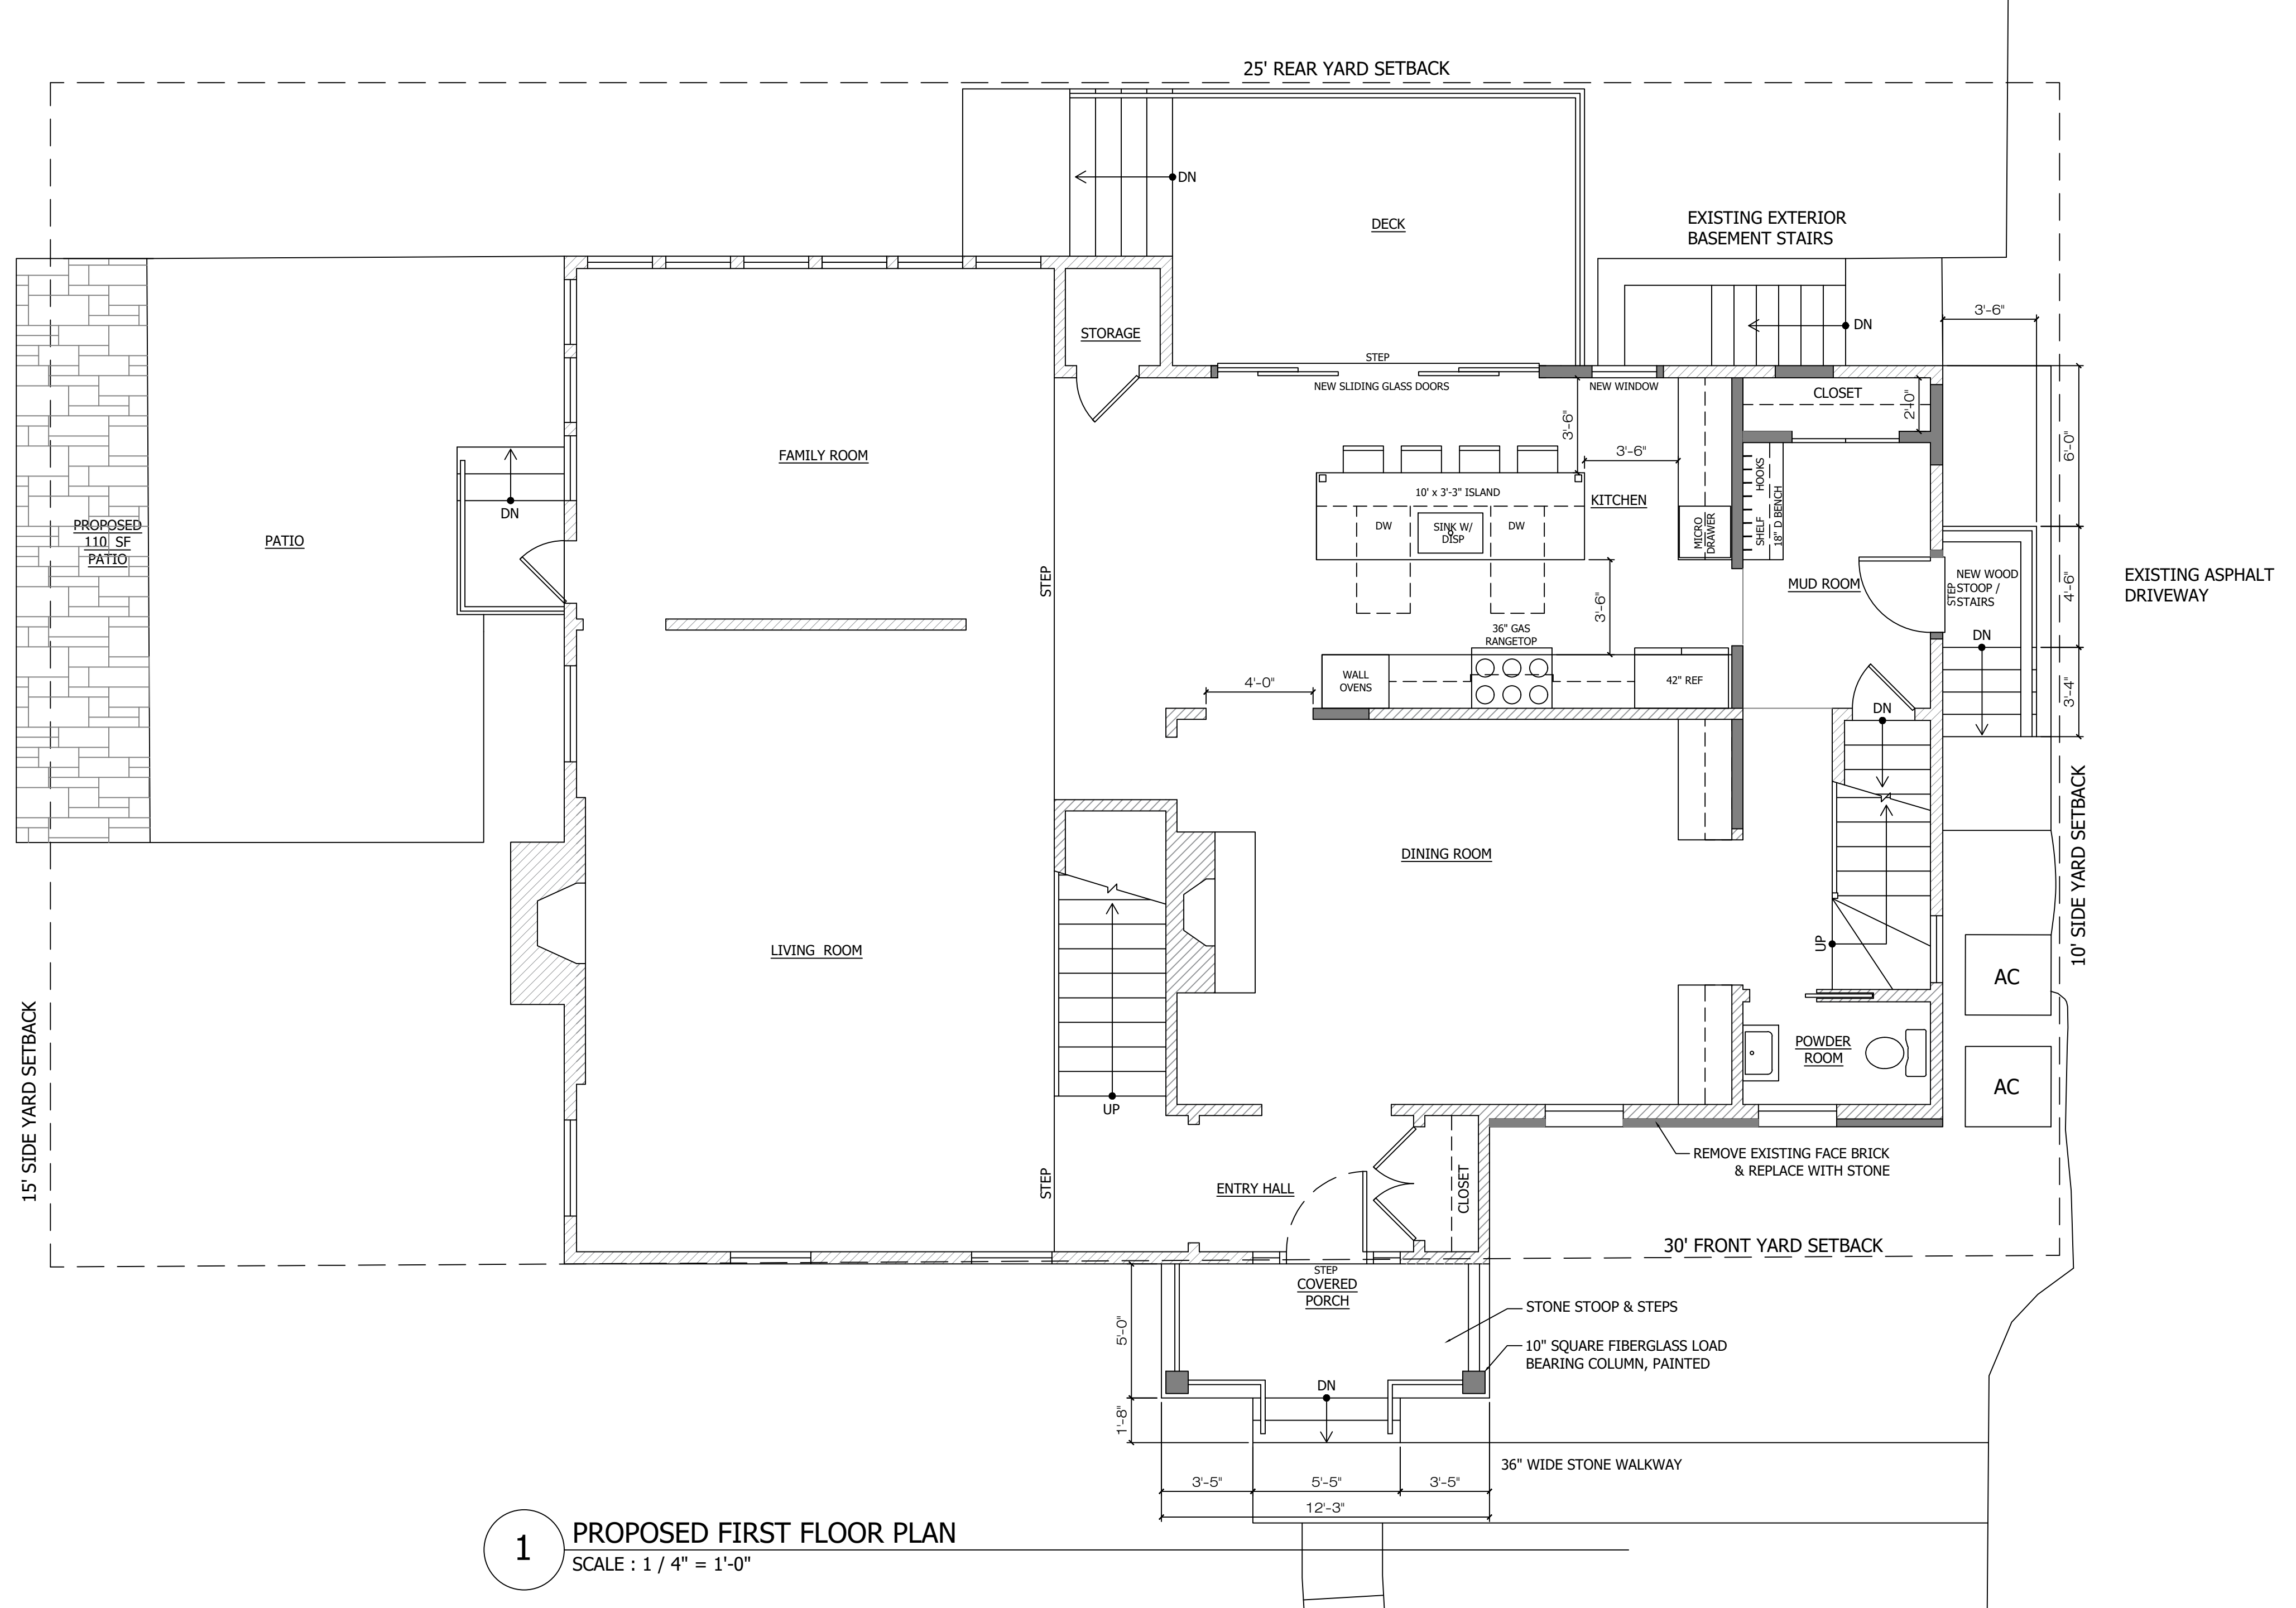 25' REAR YARD SETBACK
DN
DECK
EXISTING EXTERIOR
BASEMENT STAIRS
DN
3'-6"
STORAGE
STEP
NEW SLIDING GLASS DOORS
NEW WINDOW
CLOSET
2'-0"
3'-6"
3'-6"
6'-0"
FAMILY ROOM
10' x 3'-3" ISLAND
KITCHEN
HOOKS
SHELF
18" D BENCH
DW
SINK W/
DISP
DW
MICRO
DRAWER
DN
PROPOSED
110 SF
PATIO
PATIO
STEP
MUD ROOM
STEP
NEW WOOD
STOOP /
STAIRS
4'-6"
EXISTING ASPHALT
DRIVEWAY
3'-6"
36" GAS
RANGETOP
DN
WALL
OVENS
42" REF
4'-0"
3'-4"
DN
10' SIDE YARD SETBACK
DINING ROOM
LIVING ROOM
UP
AC
POWDER
ROOM
AC
UP
15' SIDE YARD SETBACK
REMOVE EXISTING FACE BRICK
& REPLACE WITH STONE
STEP
ENTRY HALL
CLOSET
30' FRONT YARD SETBACK
STEP
COVERED
PORCH
STONE STOOP & STEPS
5'-0"
10" SQUARE FIBERGLASS LOAD
BEARING COLUMN, PAINTED
DN
1'-8"
36" WIDE STONE WALKWAY
3'-5"
5'-5"
3'-5"
12'-3"
1
PROPOSED FIRST FLOOR PLAN
SCALE : 1 / 4" = 1'-0"